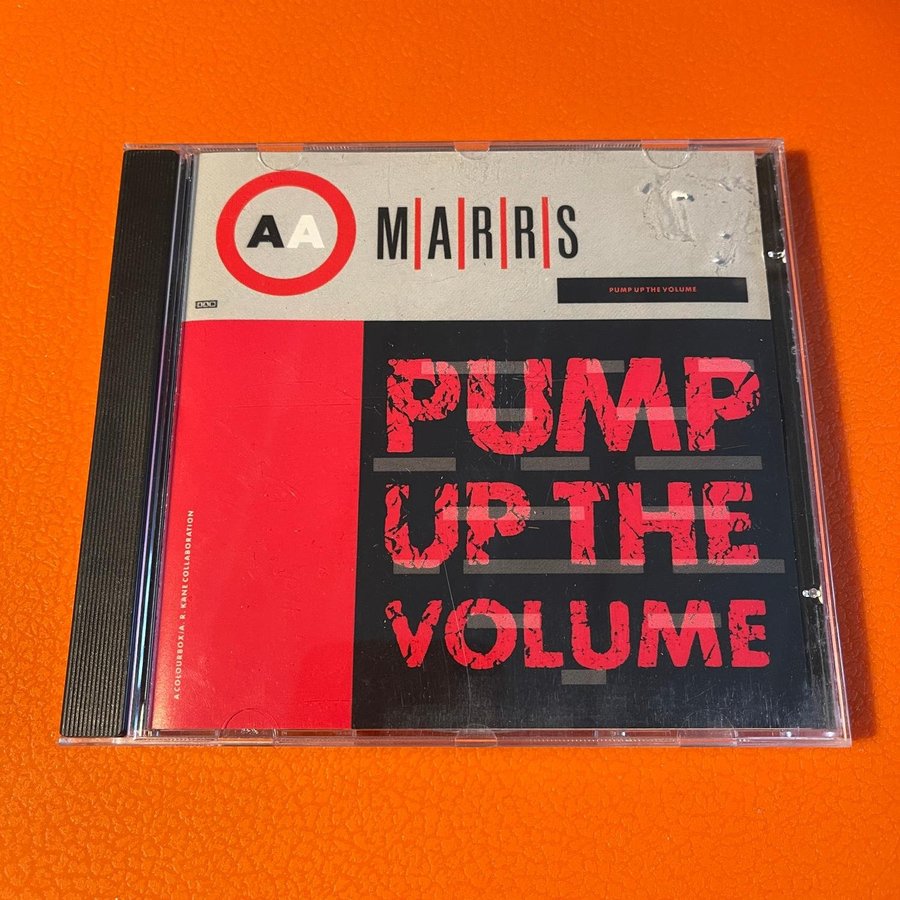 AA
M|A|R|R|S
PUMP UP THE VOLUME
PUMP
UP THE
VOLUME
A COLOURBOX/A. R. KANE COLLABORATION